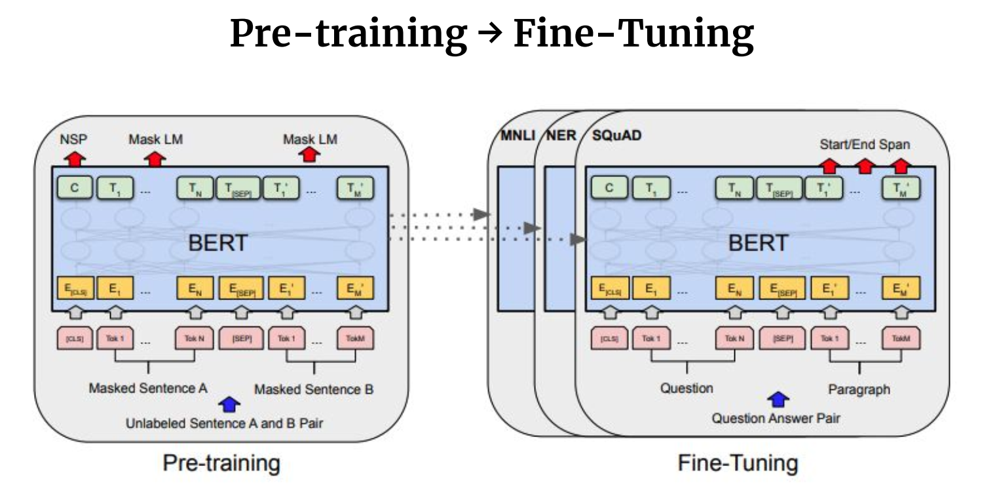 Pre-training → Fine-Tuning
NSP Mask LM Mask LM
C T1 ... TN T[SEP] T1' ... TM'
BERT
E[CLS] E1 ... EN E[SEP] E1' ... EM'
[CLS] Tok 1 ... Tok N [SEP] Tok 1 ... TokM
Masked Sentence A Masked Sentence B
Unlabeled Sentence A and B Pair
Pre-training
MNLI NER SQuAD
Start/End Span
C T1 ... TN T[SEP] T1' ... TM'
BERT
E[CLS] E1 ... EN E[SEP] E1' ... EM'
[CLS] Tok 1 ... Tok N [SEP] Tok 1 ... TokM
Question Paragraph
Question Answer Pair
Fine-Tuning